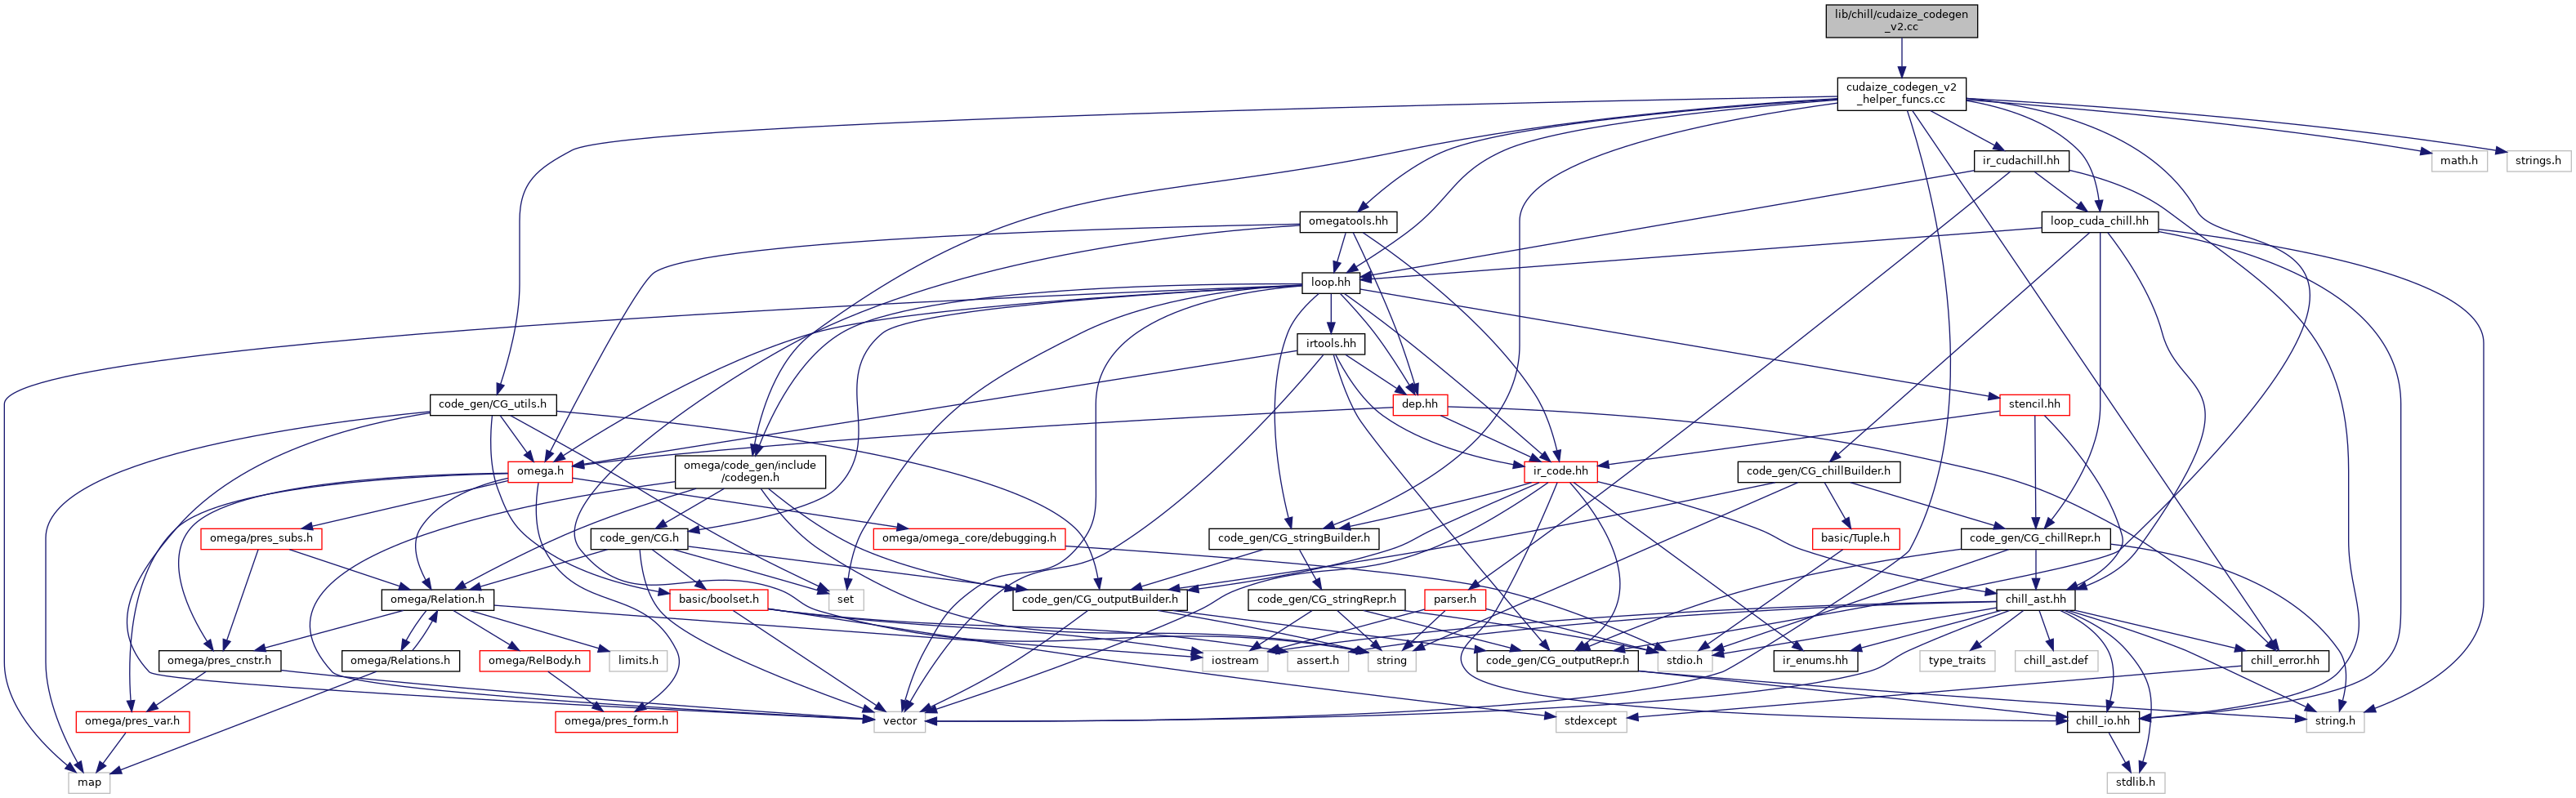 lib/chill/cudaize_codegen
_v2.cc
cudaize_codegen_v2
_helper_funcs.cc
ir_cudachill.hh
math.h
strings.h
omegatools.hh
loop_cuda_chill.hh
loop.hh
irtools.hh
code_gen/CG_utils.h
dep.hh
stencil.hh
omega.h
omega/code_gen/include
/codegen.h
ir_code.hh
code_gen/CG_chillBuilder.h
omega/pres_subs.h
code_gen/CG.h
omega/omega_core/debugging.h
code_gen/CG_stringBuilder.h
basic/Tuple.h
code_gen/CG_chillRepr.h
omega/Relation.h
basic/boolset.h
set
code_gen/CG_outputBuilder.h
code_gen/CG_stringRepr.h
parser.h
chill_ast.hh
omega/pres_cnstr.h
omega/Relations.h
omega/RelBody.h
limits.h
iostream
assert.h
string
code_gen/CG_outputRepr.h
stdio.h
ir_enums.hh
type_traits
chill_ast.def
chill_error.hh
omega/pres_var.h
omega/pres_form.h
vector
stdexcept
chill_io.hh
string.h
map
stdlib.h